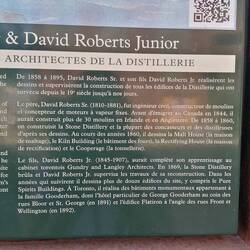 & David Roberts Junior
ARCHITECTES DE LA DISTILLERIE
De 1858 à 1895, David Roberts Sr. et son fils David Jr. réalisèrent les
dessins et supervisèrent la construction de tous les édifices de la Distillerie qui ont
survécu depuis le 19e siècle jusqu'à nos jours.
Le père, David Roberts Sr. (1810-1881), fut ingénieur civil, constructeur de moulins
et concepteur de moteurs à vapeur fixes. Avant d'émigrer au Canada en 1844, il
aurait construit plus de 30 moulins en Irlande et en Angleterre. De 1858 à 1860,
on construisit la Stone Distillery et la plupart des concurrents et des distillateurs
d'après ses dessins. Au cours des années 1860, il dessina la Malt House (la maison
du maltage), le Kiln Building (le bâtiment des fours), la Rectifying House (la maison
de rectification) et le Cooperage (la tonnellerie).
Le fils, David Roberts Jr. (1845-1907), aurait complété son apprentissage au
cabinet torontois Gundry and Langley Architects. En 1869, la Stone Distillery
brûla et David Roberts Jr. supervisa les travaux de sa reconstruction. Dans les
années qui suivirent il dessina plus de douze édifices du site, y compris le Pure
Spirits Buildings. À Toronto, il réalisa des bâtiments monumentaux appartenant à
la famille Gooderham, dont l'hôtel particulier de George Gooderham au coin des
rues Bloor et St. George (en 1891) et l'édifice Flatiron à l'angle des rues Front et
Wellington (en 1892).